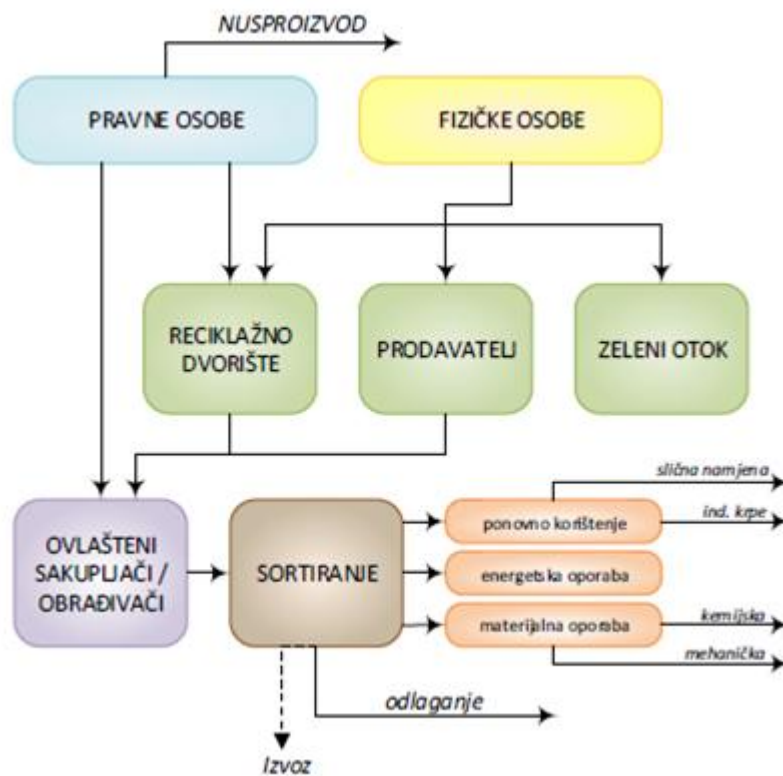 NUSPROIZVOD
PRAVNE OSOBE
FIZIČKE OSOBE
RECIKLAŽNO
DVORIŠTE
PRODAVATELJ
ZELENI OTOK
slična namjena
OVLAŠTENI
SAKUPLJAČI /
OBRAĐIVAČI
SORTIRANJE
ponovno korištenje
ind. krpe
energetska oporaba
materijalna oporaba
kemijska
mehanička
odlaganje
Izvoz